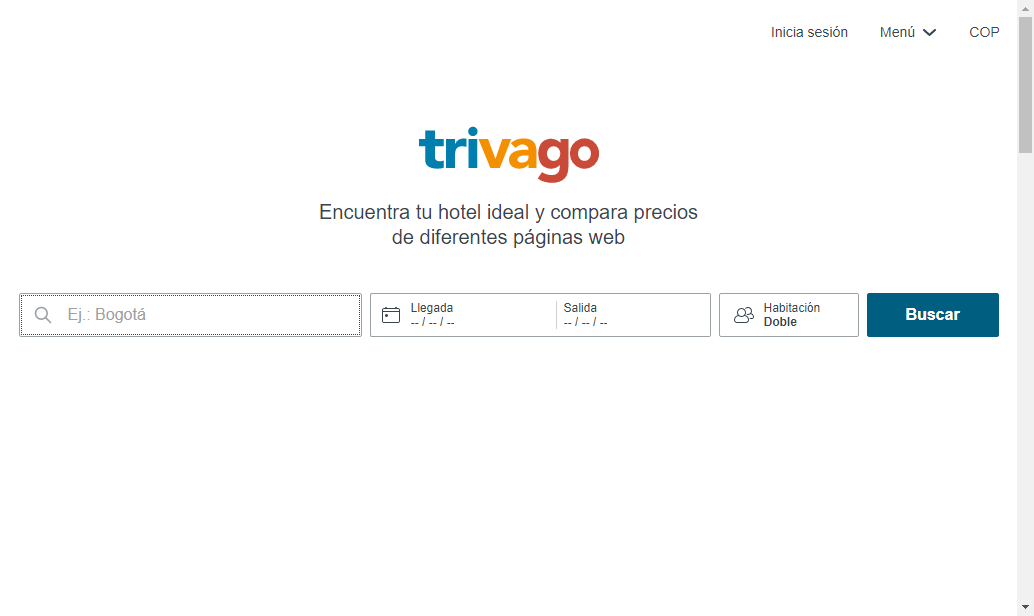 Inicia sesión Menú COP
trivago
Encuentra tu hotel ideal y compara precios
de diferentes páginas web
Ej.: Bogotá
Llegada
-- / -- / --
Salida
-- / -- / --
Habitación
Doble
Buscar